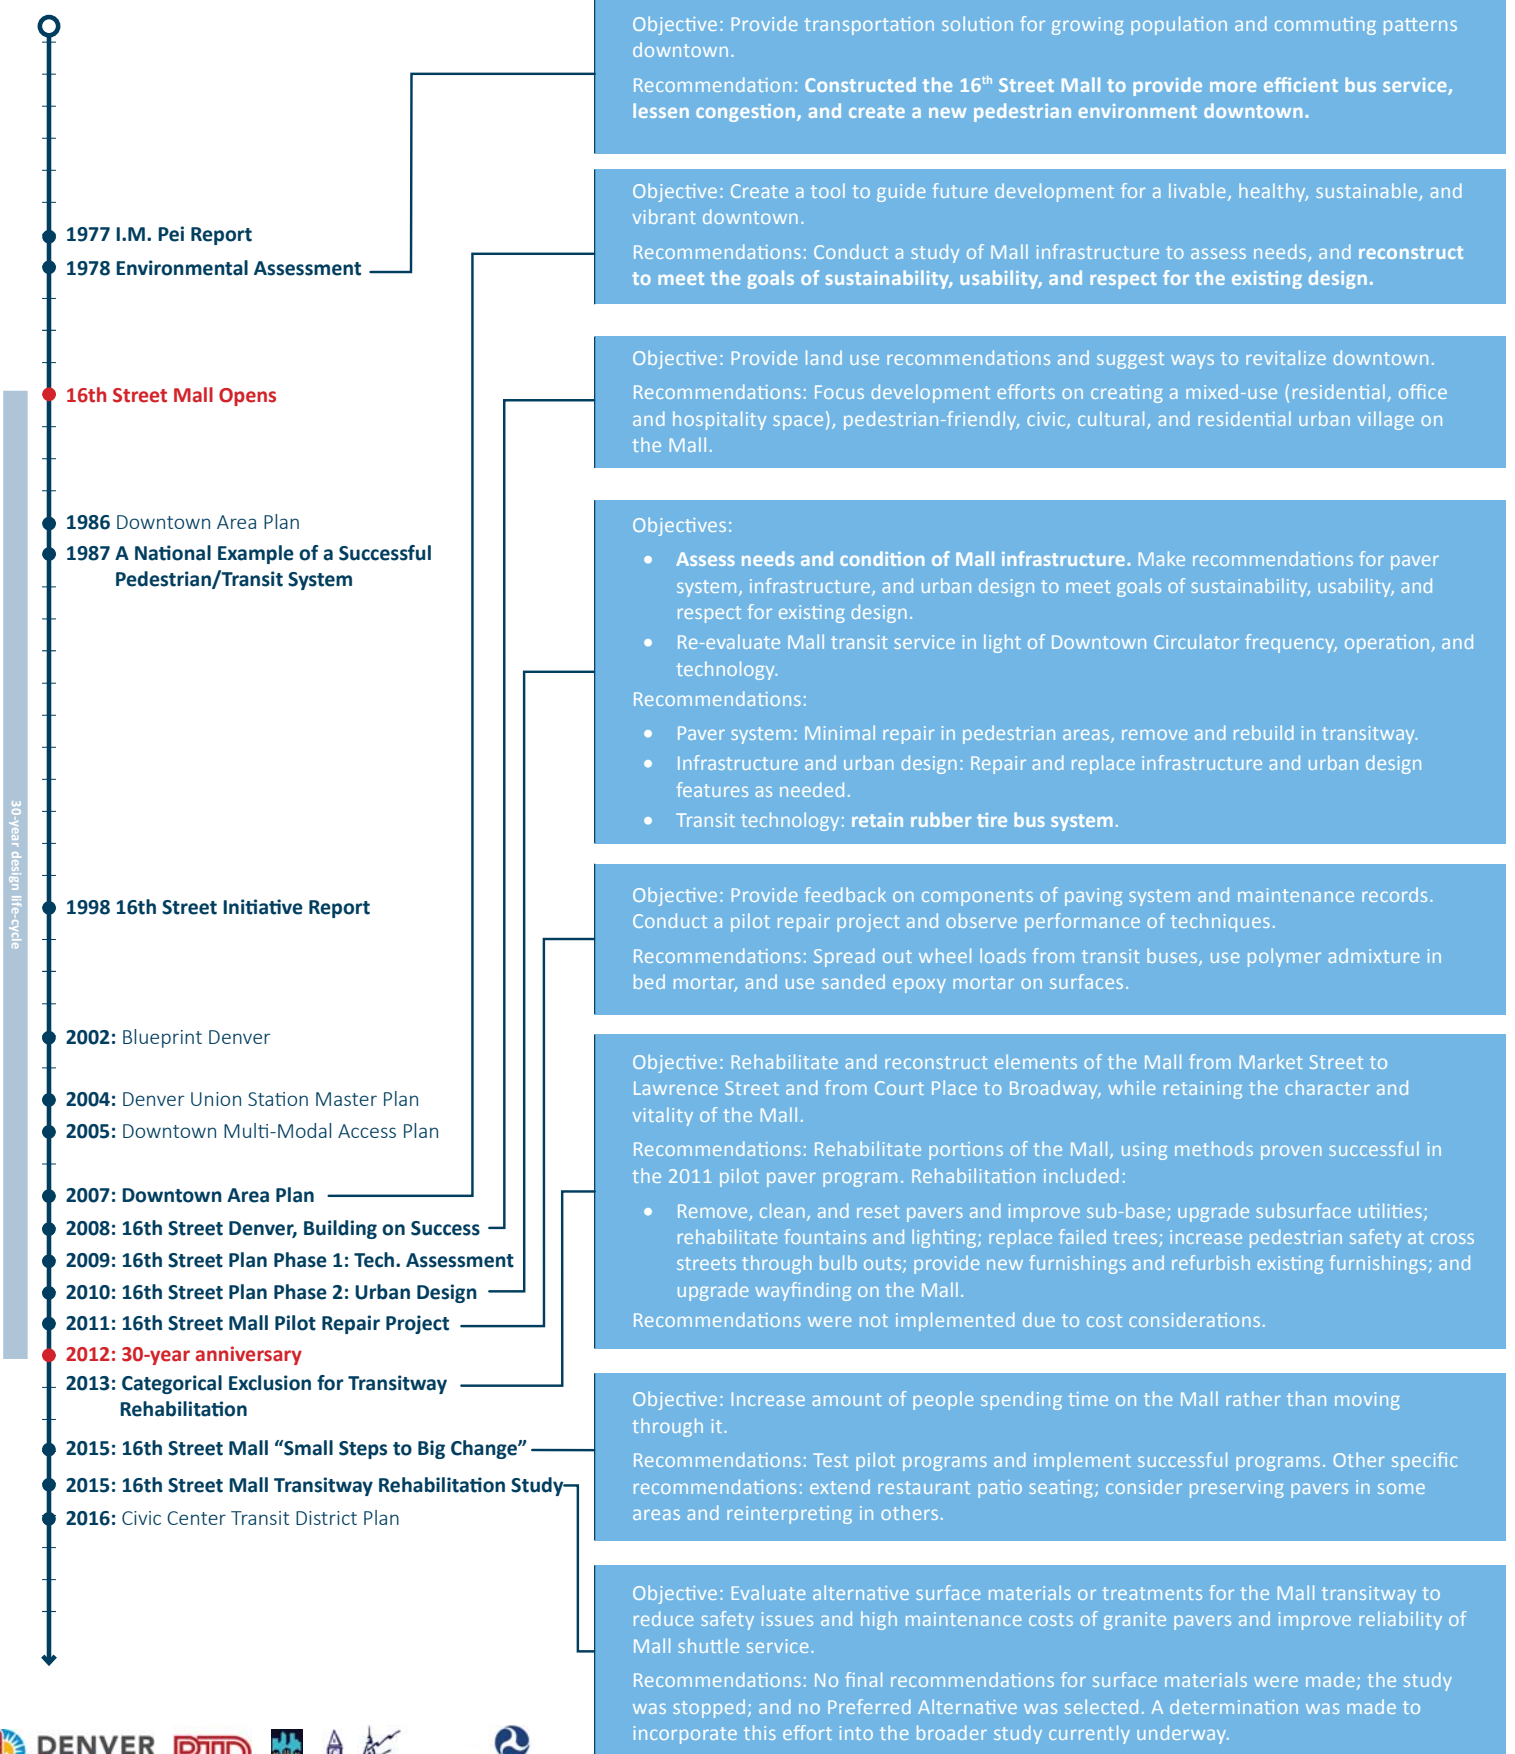 1977 I.M. Pei Report
1978 Environmental Assessment
16th Street Mall Opens
1986 Downtown Area Plan
1987 A National Example of a Successful
Pedestrian/Transit System
30-year design life-cycle
1998 16th Street Initiative Report
2002: Blueprint Denver
2004: Denver Union Station Master Plan
2005: Downtown Multi-Modal Access Plan
2007: Downtown Area Plan
2008: 16th Street Denver, Building on Success
2009: 16th Street Plan Phase 1: Tech. Assessment
2010: 16th Street Plan Phase 2: Urban Design
2011: 16th Street Mall Pilot Repair Project
2012: 30-year anniversary
2013: Categorical Exclusion for Transitway
Rehabilitation
2015: 16th Street Mall “Small Steps to Big Change”
2015: 16th Street Mall Transitway Rehabilitation Study
2016: Civic Center Transit District Plan
Objective: Provide transportation solution for growing population and commuting patterns
downtown.
Recommendation: Constructed the 16th Street Mall to provide more efficient bus service,
lessen congestion, and create a new pedestrian environment downtown.
Objective: Create a tool to guide future development for a livable, healthy, sustainable, and
vibrant downtown.
Recommendations: Conduct a study of Mall infrastructure to assess needs, and reconstruct
to meet the goals of sustainability, usability, and respect for the existing design.
Objective: Provide land use recommendations and suggest ways to revitalize downtown.
Recommendations: Focus development efforts on creating a mixed-use (residential, office
and hospitality space), pedestrian-friendly, civic, cultural, and residential urban village on
the Mall.
Objectives:
• Assess needs and condition of Mall infrastructure. Make recommendations for paver
system, infrastructure, and urban design to meet goals of sustainability, usability, and
respect for existing design.
• Re-evaluate Mall transit service in light of Downtown Circulator frequency, operation, and
technology.
Recommendations:
• Paver system: Minimal repair in pedestrian areas, remove and rebuild in transitway.
• Infrastructure and urban design: Repair and replace infrastructure and urban design
features as needed.
• Transit technology: retain rubber tire bus system.
Objective: Provide feedback on components of paving system and maintenance records.
Conduct a pilot repair project and observe performance of techniques.
Recommendations: Spread out wheel loads from transit buses, use polymer admixture in
bed mortar, and use sanded epoxy mortar on surfaces.
Objective: Rehabilitate and reconstruct elements of the Mall from Market Street to
Lawrence Street and from Court Place to Broadway, while retaining the character and
vitality of the Mall.
Recommendations: Rehabilitate portions of the Mall, using methods proven successful in
the 2011 pilot paver program. Rehabilitation included:
• Remove, clean, and reset pavers and improve sub-base; upgrade subsurface utilities;
rehabilitate fountains and lighting; replace failed trees; increase pedestrian safety at cross
streets through bulb outs; provide new furnishings and refurbish existing furnishings; and
upgrade wayfinding on the Mall.
Recommendations were not implemented due to cost considerations.
Objective: Increase amount of people spending time on the Mall rather than moving
through it.
Recommendations: Test pilot programs and implement successful programs. Other specific
recommendations: extend restaurant patio seating; consider preserving pavers in some
areas and reinterpreting in others.
Objective: Evaluate alternative surface materials or treatments for the Mall transitway to
reduce safety issues and high maintenance costs of granite pavers and improve reliability of
Mall shuttle service.
Recommendations: No final recommendations for surface materials were made; the study
was stopped; and no Preferred Alternative was selected. A determination was made to
incorporate this effort into the broader study currently underway.
DENVER
RTD